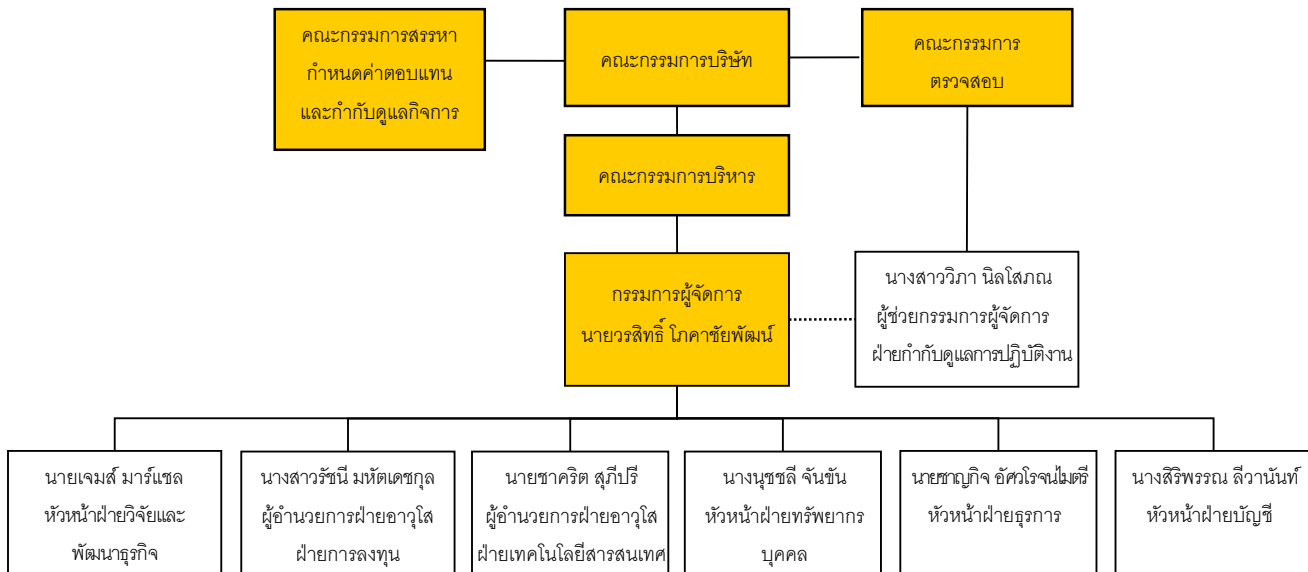 คณะกรรมการสรรหา
กำหนดค่าตอบแทน
และกำกับดูแลกิจการ
คณะกรรมการบริษัท
คณะกรรมการ
ตรวจสอบ
คณะกรรมการบริหาร
กรรมการผู้จัดการ
นายวรสิทธิ์ โภคาชัยพัฒน์
นางสาววิภา นิลโสภณ
ผู้ช่วยกรรมการผู้จัดการ
ฝ่ายกำกับดูแลการปฏิบัติงาน
นายเจมส์ มาร์แชล
หัวหน้าฝ่ายวิจัยและ
พัฒนาธุรกิจ
นางสาวรัชนี มหัตเดชกุล
ผู้อำนวยการฝ่ายอาวุโส
ฝ่ายการลงทุน
นายชาคริต สุภีปรี
ผู้อำนวยการฝ่ายอาวุโส
ฝ่ายเทคโนโลยีสารสนเทศ
นางนุชชลี จันขัน
หัวหน้าฝ่ายทรัพยากร
บุคคล
นายชาญกิจ อัศวโรจนไมตรี
หัวหน้าฝ่ายธุรการ
นางสิริพรรณ ลีวานันท์
หัวหน้าฝ่ายบัญชี